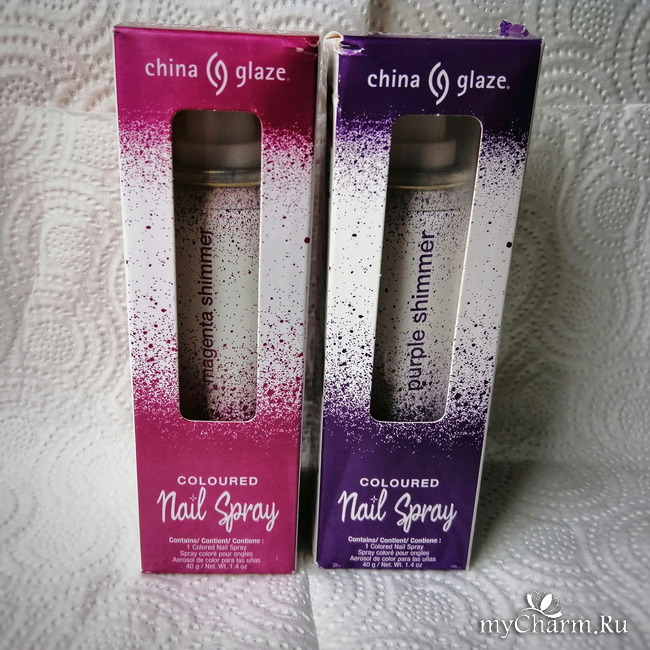 china glaze®
magenta shimmer
COLOURED
Nail Spray
Contains/ Contient/ Contiene :
1 Colored Nail Spray
Spray coloré pour ongles
Aerosol de color para las uñas
40 g / Net Wt. 1.4 oz
china glaze®
purple shimmer
COLOURED
Nail Spray
Contains/ Contient/ Contiene :
1 Colored Nail Spray
Spray coloré pour ongles
Aerosol de color para las uñas
40 g / Net Wt. 1.4 oz
myCharm.Ru